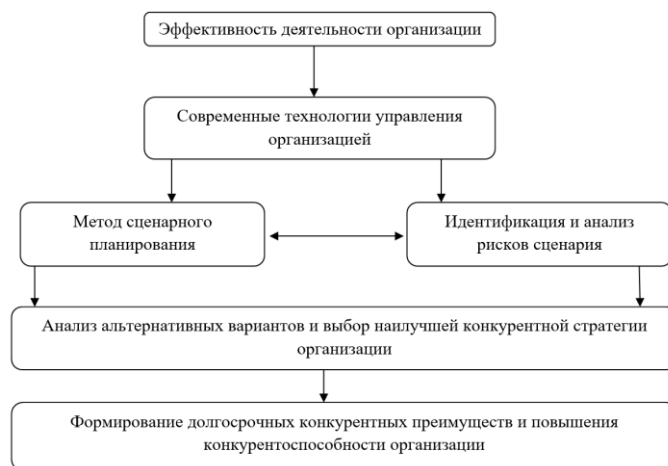 Эффективность деятельности организации
Современные технологии управления
организацией
Метод сценарного
планирования
Идентификация и анализ
рисков сценария
Анализ альтернативных вариантов и выбор наилучшей конкурентной стратегии
организации
Формирование долгосрочных конкурентных преимуществ и повышения
конкурентоспособности организации